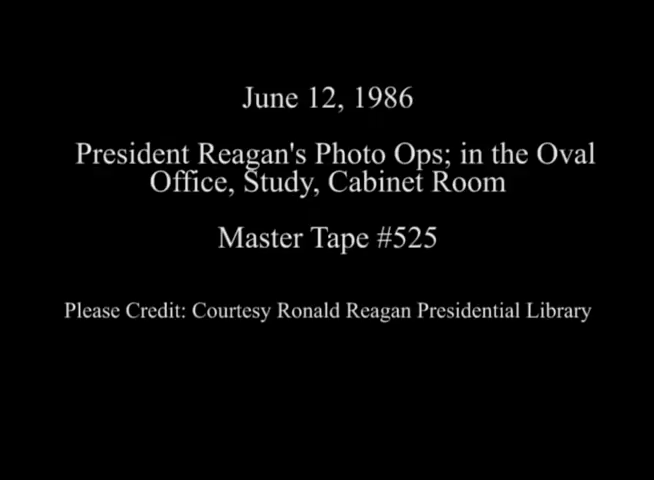 June 12, 1986
President Reagan's Photo Ops; in the Oval
Office, Study, Cabinet Room
Master Tape #525
Please Credit: Courtesy Ronald Reagan Presidential Library